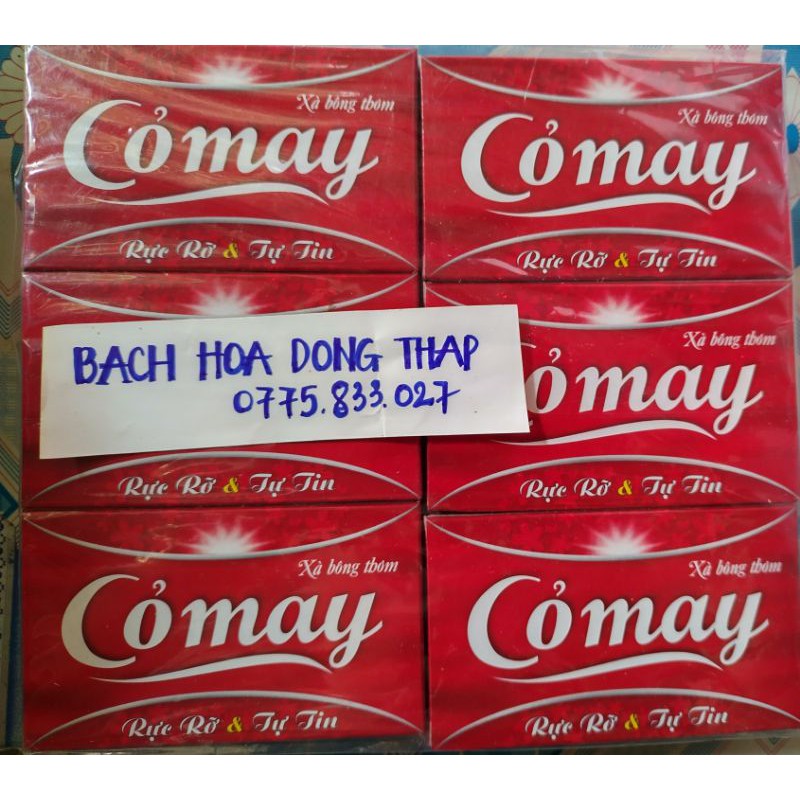 Xà bông thơm
Cỏ may
Rực Rỡ & Tự Tin
Xà bông thơm
Cỏ may
Rực Rỡ & Tự Tin
BACH HOA DONG THAP
0775.833.027
Rực Rỡ & Tự Tin
Xà bông thơm
ỏ may
Rực Rỡ & Tự Tin
Xà bông thơm
Cỏ may
Rực Rỡ & Tự Tin
Xà bông thơm
Cỏ may
Rực Rỡ & Tự Tin